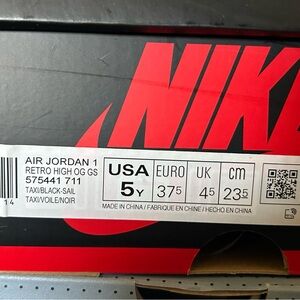 NIKE
AIR JORDAN 1
RETRO HIGH OG GS
575441 711
TAXI/BLACK-SAIL
TAXI/VOILE/NOIR
USA EURO UK cm
5Y 37.5 4.5 23.5
MADE IN CHINA / FABRIQUÉ EN CHINE / HECHO EN CHINA
14